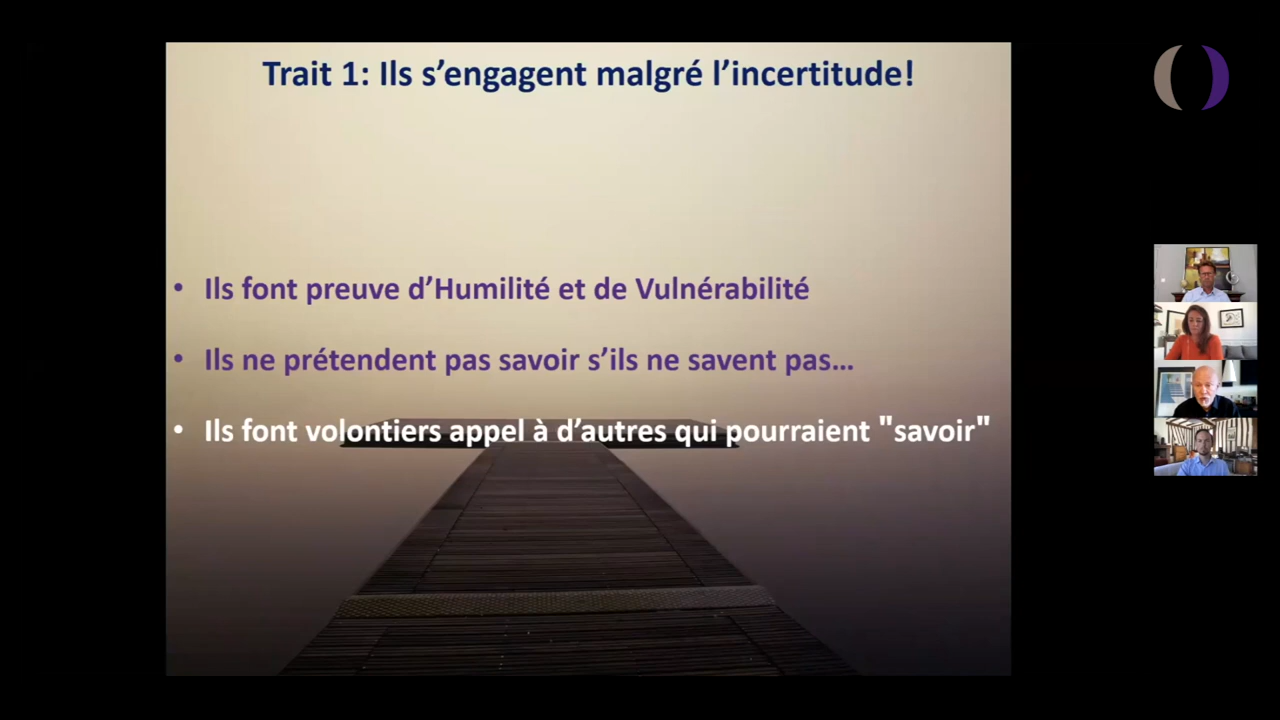 Trait 1: Ils s’engagent malgré l’incertitude!
• Ils font preuve d’Humilité et de Vulnérabilité
• Ils ne prétendent pas savoir s’ils ne savent pas…
• Ils font volontiers appel à d’autres qui pourraient "savoir"